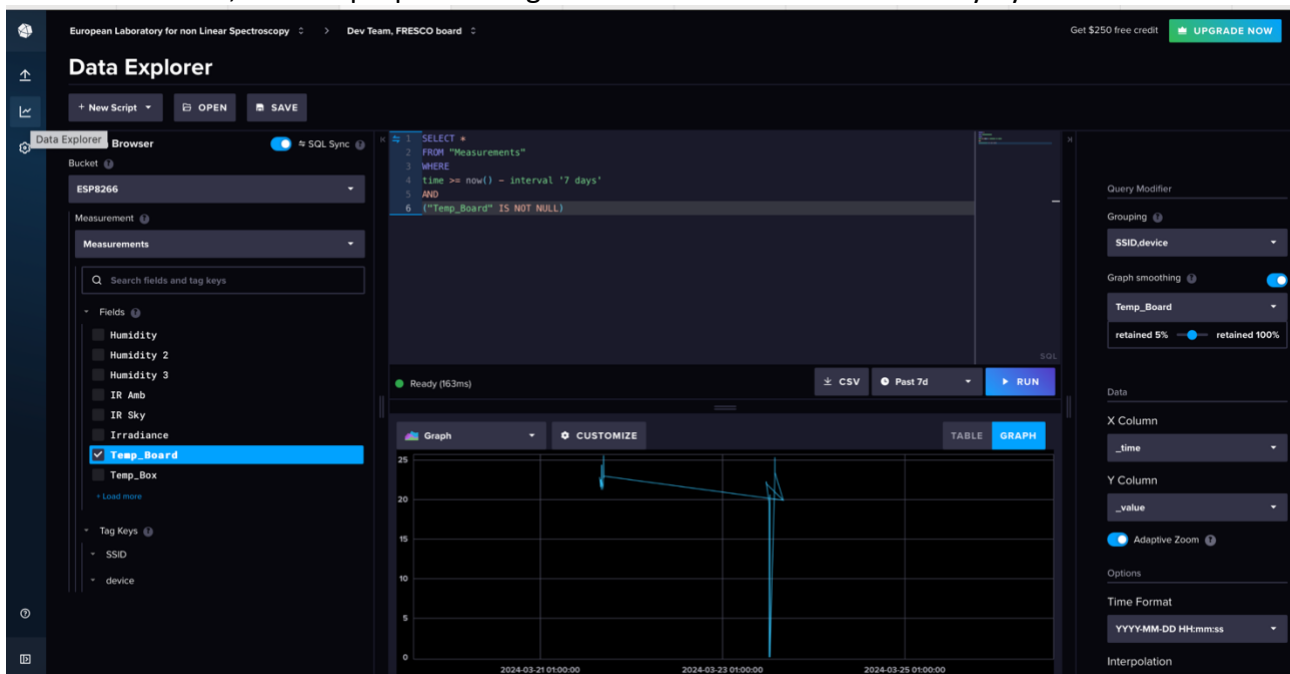 European Laboratory for non Linear Spectroscopy > Dev Team, FRESCO board
Get $250 free credit UPGRADE NOW
Data Explorer
+ New Script OPEN SAVE
Data Explorer Browser SQL Sync
Bucket
ESP8266
Measurement
Measurements
Search fields and tag keys
Fields
Humidity
Humidity 2
Humidity 3
IR Amb
IR Sky
Irradiance
Temp_Board
Temp_Box
+ Load more
Tag Keys
SSID
device
1 SELECT *
2 FROM "Measurements"
3 WHERE
4 time >= now() - interval '7 days'
5 AND
6 ("Temp_Board" IS NOT NULL)
SQL
Ready (163ms)
CSV Past 7d RUN
Graph CUSTOMIZE TABLE GRAPH
25
20
15
10
5
0
2024-03-21 01:00:00 2024-03-23 01:00:00 2024-03-25 01:00:00
Query Modifier
Grouping
SSID,device
Graph smoothing
Temp_Board
retained 5% retained 100%
Data
X Column
_time
Y Column
_value
Adaptive Zoom
Options
Time Format
YYYY-MM-DD HH:mm:ss
Interpolation